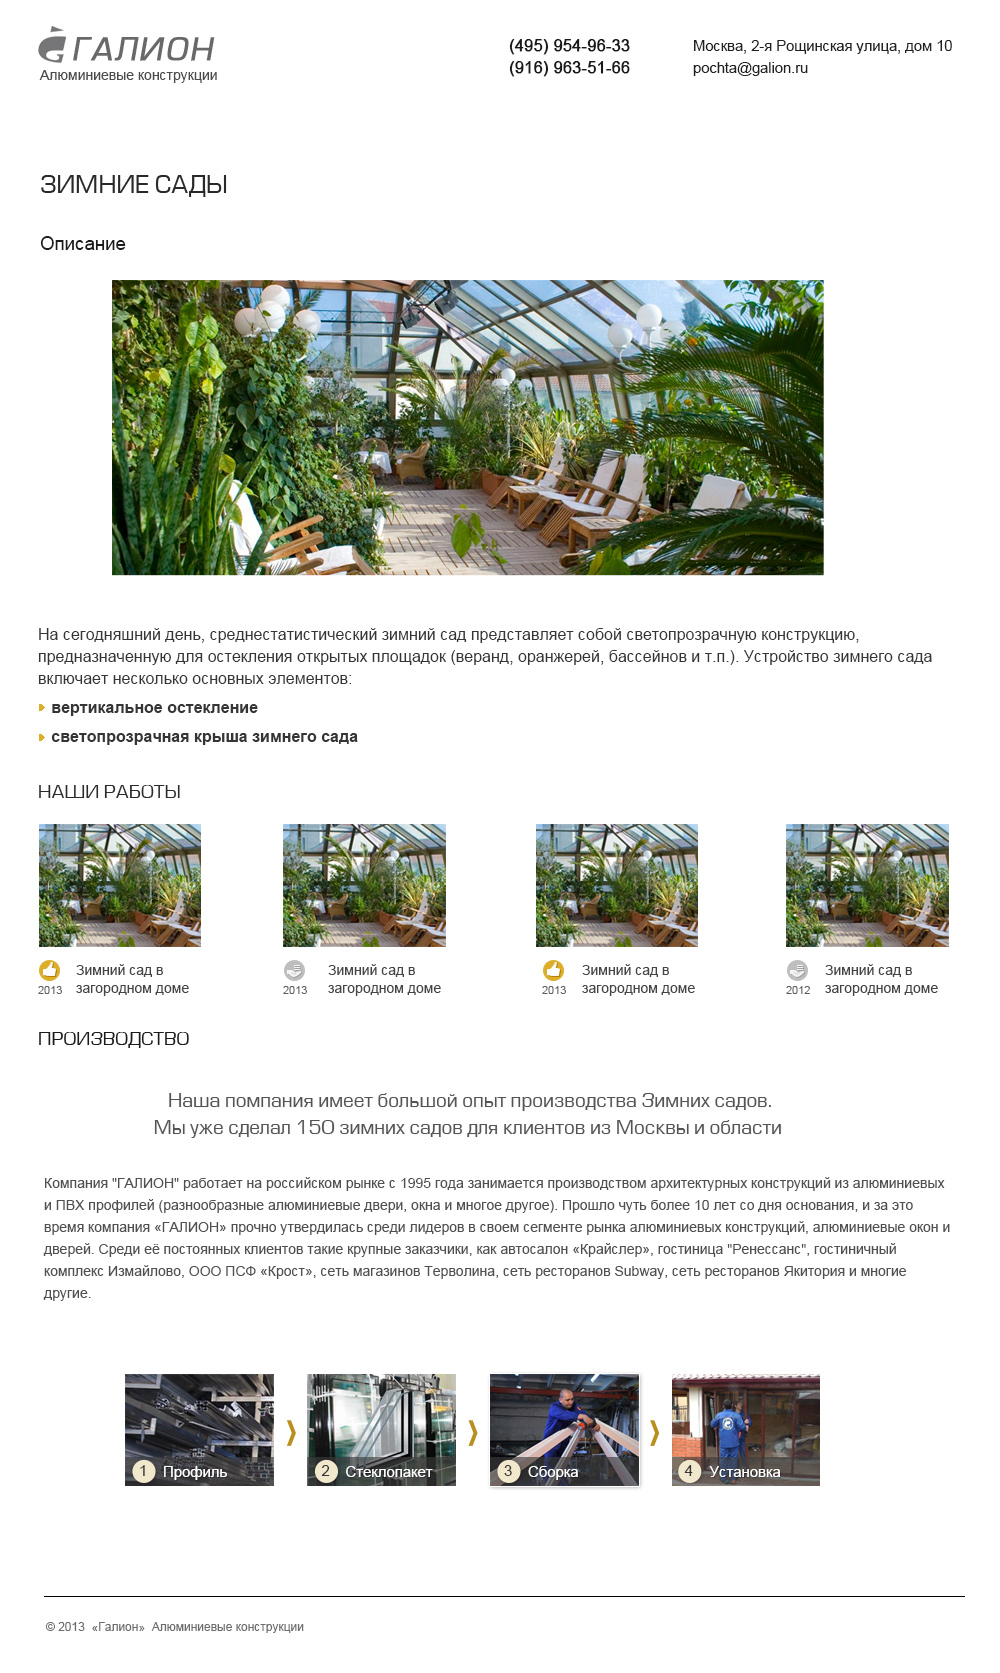 ГАЛИОН
Алюминиевые конструкции
(495) 954-96-33
(916) 963-51-66
Москва, 2-я Рощинская улица, дом 10
pochta@galion.ru
ЗИМНИЕ САДЫ
Описание
На сегодняшний день, среднестатистический зимний сад представляет собой светопрозрачную конструкцию,
предназначенную для остекления открытых площадок (веранд, оранжерей, бассейнов и т.п.). Устройство зимнего сада
включает несколько основных элементов:
вертикальное остекление
светопрозрачная крыша зимнего сада
НАШИ РАБОТЫ
2013
Зимний сад в
загородном доме
2013
Зимний сад в
загородном доме
2013
Зимний сад в
загородном доме
2012
Зимний сад в
загородном доме
ПРОИЗВОДСТВО
Наша помпания имеет большой опыт производства Зимних садов.
Мы уже сделал 150 зимних садов для клиентов из Москвы и области
Компания "ГАЛИОН" работает на российском рынке с 1995 года занимается производством архитектурных конструкций из алюминиевых
и ПВХ профилей (разнообразные алюминиевые двери, окна и многое другое). Прошло чуть более 10 лет со дня основания, и за это
время компания «ГАЛИОН» прочно утвердилась среди лидеров в своем сегменте рынка алюминиевых конструкций, алюминиевые окон и
дверей. Среди её постоянных клиентов такие крупные заказчики, как автосалон «Крайслер», гостиница "Ренессанс", гостиничный
комплекс Измайлово, ООО ПСФ «Крост», сеть магазинов Терволина, сеть ресторанов Subway, сеть ресторанов Якитория и многие
другие.
1 Профиль
2 Стеклопакет
3 Сборка
4 Установка
© 2013 «Галион» Алюминиевые конструкции